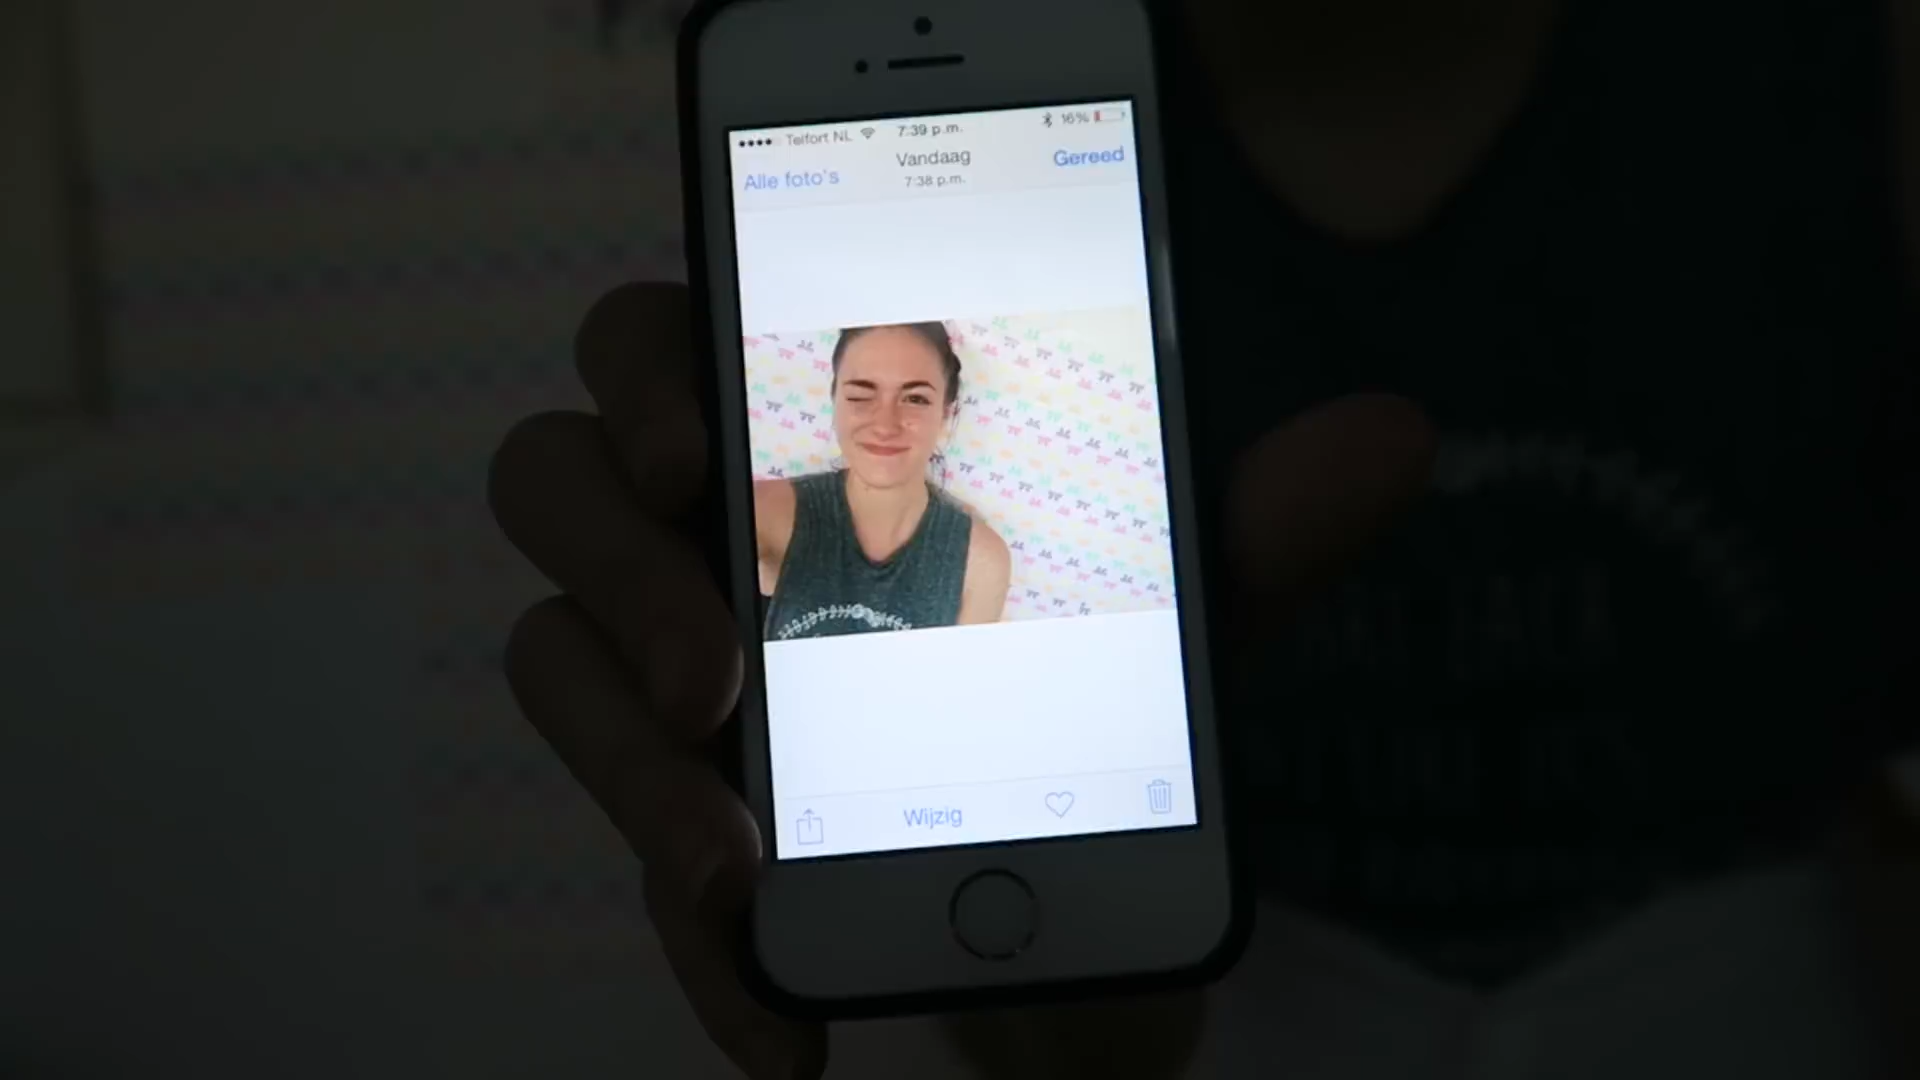 Telfort NL 7:39 p.m. 16%
Alle foto's Vandaag Gereed
7:38 p.m.
Wijzig